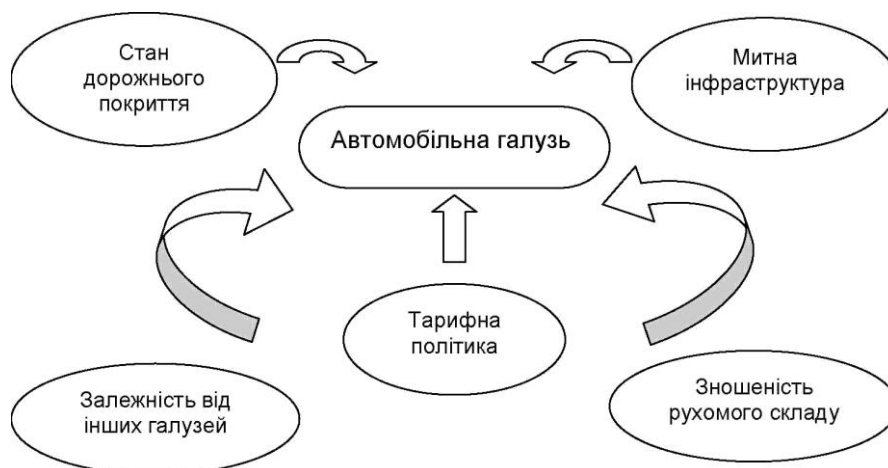 Стан
дорожнього
покриття
Митна
інфраструктура
Автомобільна галузь
Тарифна
політика
Залежність від
інших галузей
Зношеність
рухомого складу